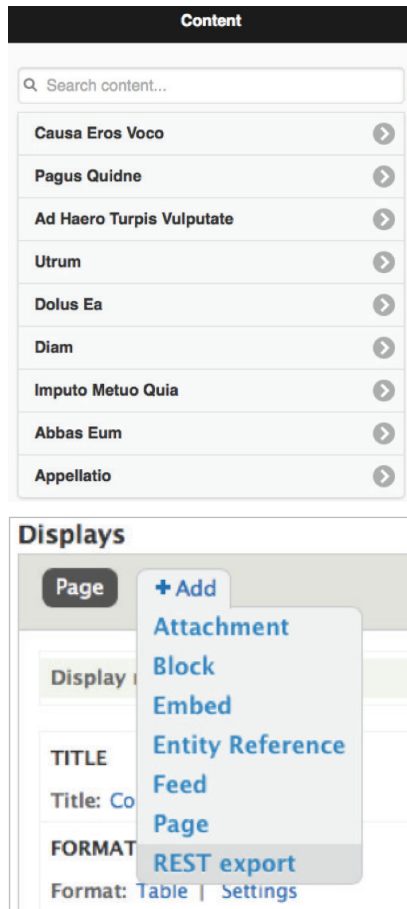 Content
Search content...
Causa Eros Voco
Pagus Quidne
Ad Haero Turpis Vulputate
Utrum
Dolus Ea
Diam
Imputo Metuo Quia
Abbas Eum
Appellatio
Displays
Page
+Add
Attachment
Block
Embed
Entity Reference
Feed
Page
REST export
Display
TITLE
Title: Co
FORMAT
Format: Table | Settings